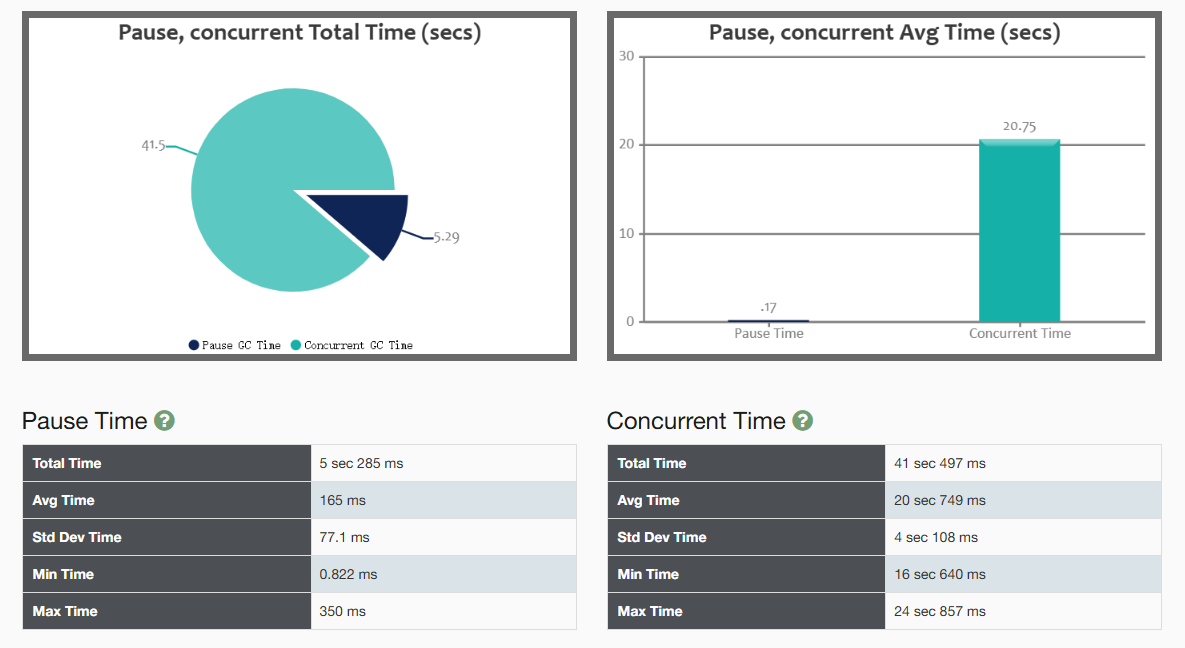 Pause, concurrent Total Time (secs)
41.5
5.29
Pause GC Time Concurrent GC Time
Pause, concurrent Avg Time (secs)
30
20
10
0
.17
20.75
Pause Time Concurrent Time
Pause Time ?
Total Time 5 sec 285 ms
Avg Time 165 ms
Std Dev Time 77.1 ms
Min Time 0.822 ms
Max Time 350 ms
Concurrent Time ?
Total Time 41 sec 497 ms
Avg Time 20 sec 749 ms
Std Dev Time 4 sec 108 ms
Min Time 16 sec 640 ms
Max Time 24 sec 857 ms